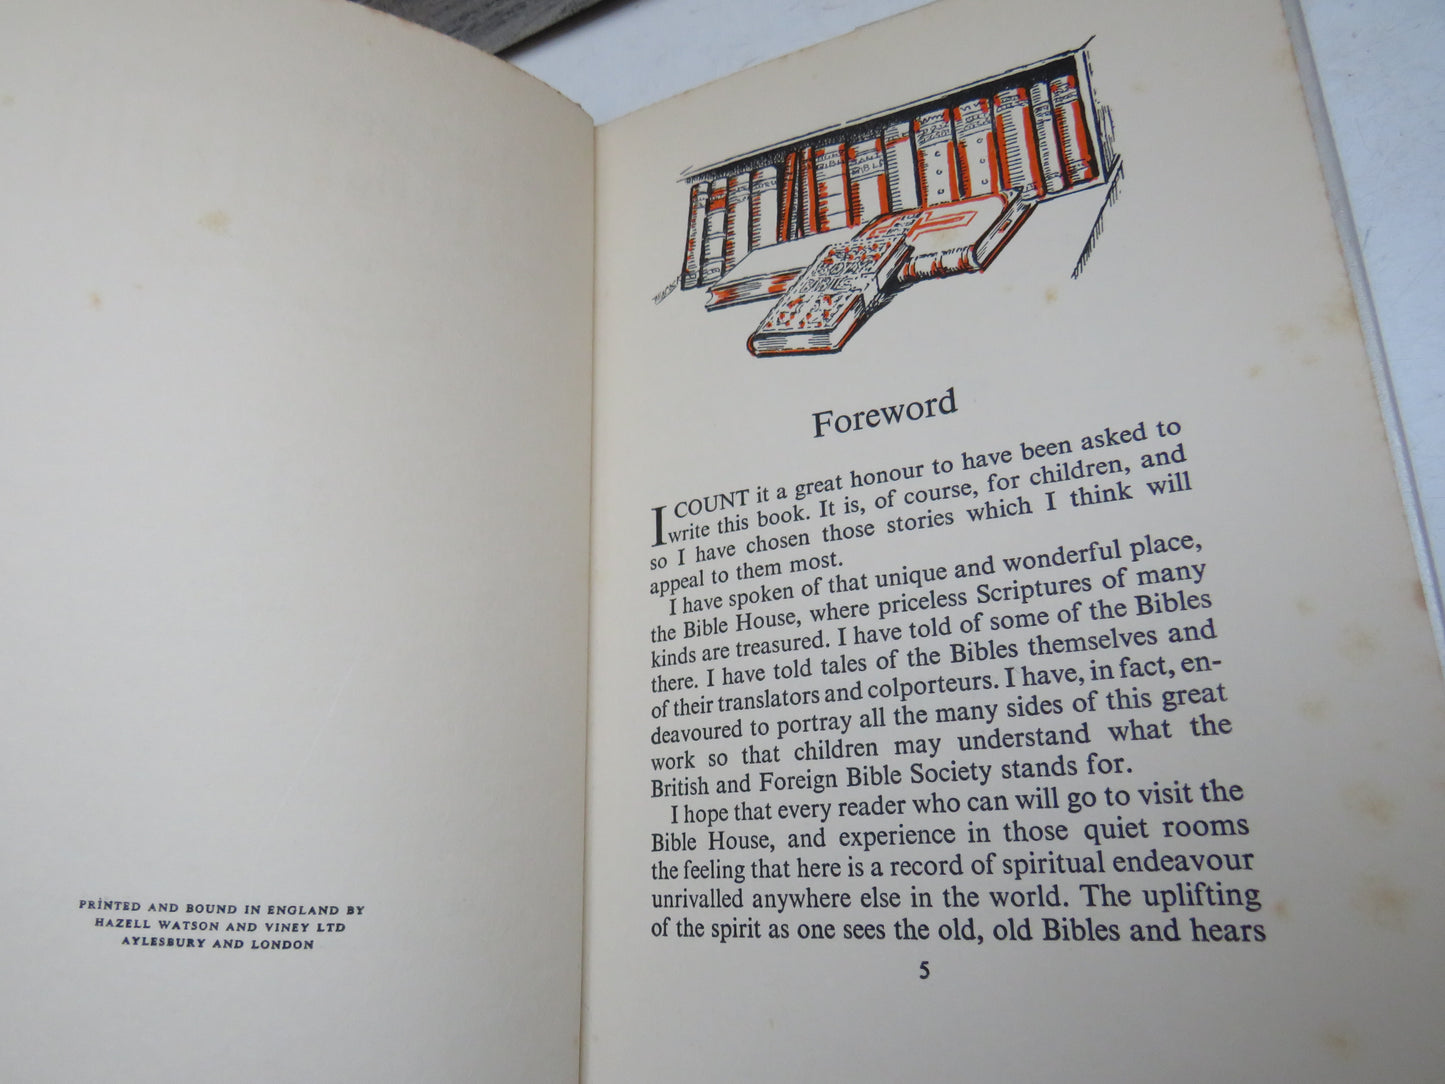 PRINTED AND BOUND IN ENGLAND BY
HAZELL WATSON AND VINEY LTD
AYLESBURY AND LONDON
BIBLE
Foreword
I COUNT it a great honour to have been asked to
write this book. It is, of course, for children, and
so I have chosen those stories which I think will
appeal to them most.
I have spoken of that unique and wonderful place,
the Bible House, where priceless Scriptures of many
kinds are treasured. I have told of some of the Bibles
there. I have told tales of the Bibles themselves and
of their translators and colporteurs. I have, in fact, en-
deavoured to portray all the many sides of this great
work so that children may understand what the
British and Foreign Bible Society stands for.
I hope that every reader who can will go to visit the
Bible House, and experience in those quiet rooms
the feeling that here is a record of spiritual endeavour
unrivalled anywhere else in the world. The uplifting
of the spirit as one sees the old, old Bibles and hears
5